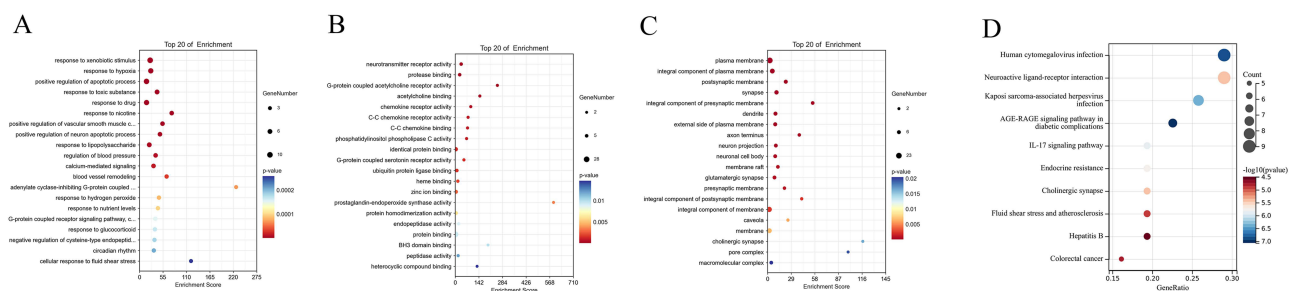 A
Top 20 of Enrichment
response to xenobiotic stimulus
response to hypoxia
positive regulation of apoptotic process
response to toxic substance
response to drug
response to nicotine
positive regulation of vascular smooth muscle c...
positive regulation of neuron apoptotic process
response to lipopolysaccharide
regulation of blood pressure
calcium-mediated signaling
blood vessel remodeling
adenylate cyclase-inhibiting G-protein coupled ...
response to hydrogen peroxide
response to nutrient levels
G-protein coupled receptor signaling pathway, c...
response to glucocorticoid
negative regulation of cysteine-type endopeptid...
circadian rhythm
cellular response to fluid shear stress
0 55 110 165 220 275
Enrichment Score
GeneNumber
3
6
10
p-value
0.0002
0.0001
B
Top 20 of Enrichment
neurotransmitter receptor activity
protease binding
G-protein coupled acetylcholine receptor activity
acetylcholine binding
chemokine receptor activity
C-C chemokine receptor activity
C-C chemokine binding
phosphatidylinositol phospholipase C activity
identical protein binding
G-protein coupled serotonin receptor activity
ubiquitin protein ligand binding
heme binding
zinc ion binding
prostaglandin-endoperoxide synthase activity
protein homodimerization activity
endopeptidase activity
protein binding
BH3 domain binding
peptidase activity
heterocyclic compound binding
0 142 284 426 568 710
Enrichment Score
GeneNumber
2
5
28
p-value
0.01
0.005
C
Top 20 of Enrichment
plasma membrane
integral component of plasma membrane
postsynaptic membrane
synapse
integral component of presynaptic membrane
dendrite
external side of plasma membrane
axon terminus
neuron projection
neuronal cell body
membrane raft
glutamatergic synapse
presynaptic membrane
integral component of postsynaptic membrane
integral component of membrane
caveola
membrane
cholinergic synapse
pore complex
macromolecular complex
0 29 58 87 116 145
Enrichment Score
GeneNumber
2
6
23
p-value
0.02
0.015
0.01
0.005
D
Human cytomegalovirus infection
Neuroactive ligand-receptor interaction
Kaposi sarcoma-associated herpesvirus
infection
AGE-RAGE signaling pathway in
diabetic complications
IL-17 signaling pathway
Endocrine resistance
Cholinergic synapse
Fluid shear stress and atherosclerosis
Hepatitis B
Colorectal cancer
0.20 0.25 0.30
GeneRatio
Count
5
6
7
8
9
-log10(pvalue)
4.5
5.0
5.5
6.0
6.5
7.0